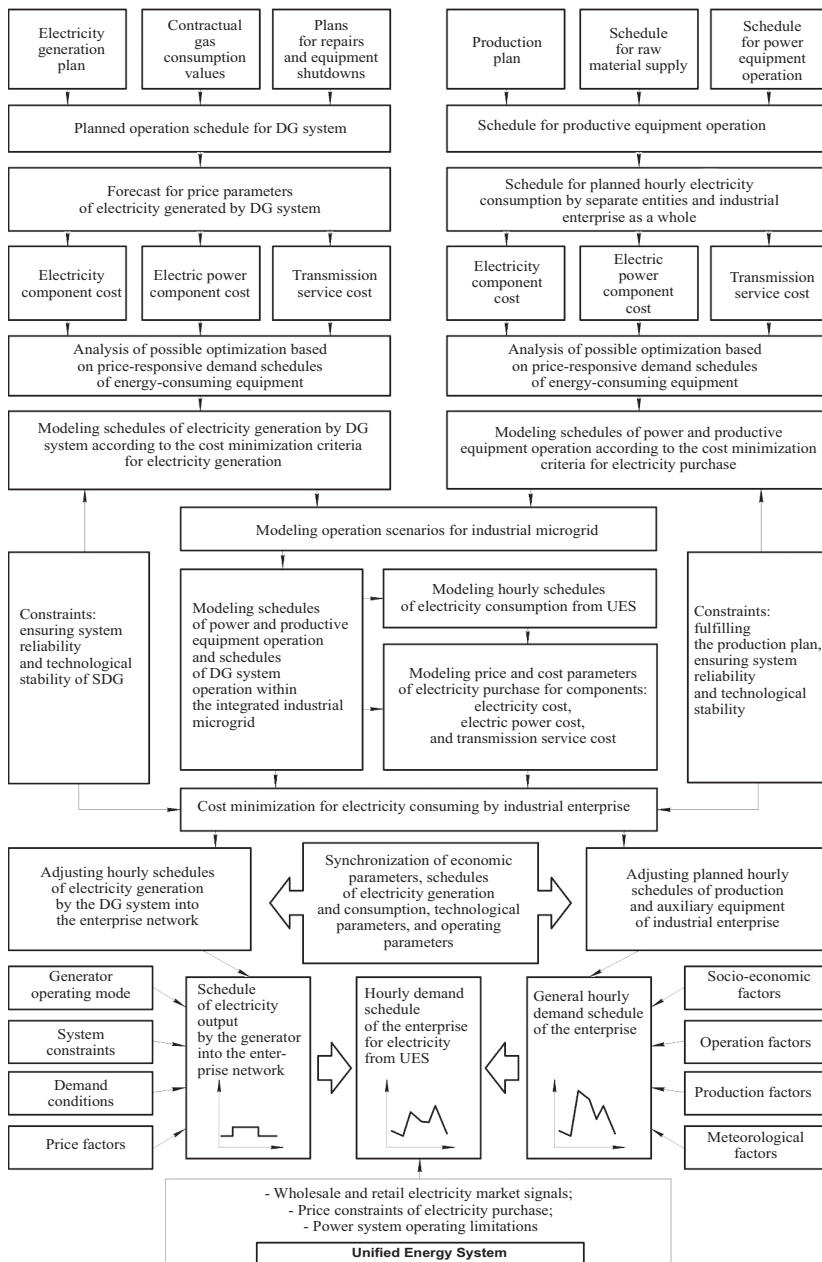 Electricity
generation
plan
Contractual
gas
consumption
values
Plans
for repairs
and equipment
shutdowns
Production
plan
Schedule
for raw
material supply
Schedule
for power
equipment
operation
Planned operation schedule for DG system
Schedule for productive equipment operation
Forecast for price parameters
of electricity generated by DG system
Schedule for planned hourly electricity
consumption by separate entities and industrial
enterprise as a whole
Electricity
component cost
Electric power
component cost
Transmission
service cost
Electricity
component cost
Electric
power
component
cost
Transmission
service cost
Analysis of possible optimization based
on price-responsive demand schedules
of energy-consuming equipment
Analysis of possible optimization based
on price-responsive demand schedules
of energy-consuming equipment
Modeling schedules of electricity generation by DG
system according to the cost minimization criteria
for electricity generation
Modeling schedules of power and productive
equipment operation according to the cost minimization
criteria for electricity purchase
Modeling operation scenarios for industrial microgrid
Constraints:
ensuring system
reliability
and technological
stability of SDG
Modeling schedules
of power and productive
equipment operation
and schedules
of DG system
operation within
the integrated industrial
microgrid
Modeling hourly schedules
of electricity consumption from UES
Modeling price and cost parameters
of electricity purchase for components:
electricity cost,
electric power cost,
and transmission service cost
Constraints:
fulfilling
the production plan,
ensuring system
reliability
and technological
stability
Cost minimization for electricity consuming by industrial enterprise
Adjusting hourly schedules
of electricity generation
by the DG system into
the enterprise network
Synchronization of economic
parameters, schedules
of electricity generation
and consumption, technological
parameters, and operating
parameters
Adjusting planned hourly
schedules of production
and auxiliary equipment
of industrial enterprise
Generator
operating mode
System
constraints
Demand
conditions
Price factors
Schedule
of electricity
output
by the generator
into the enter-
prise network
Hourly demand
schedule
of the enterprise
for electricity
from UES
General hourly
demand schedule
of the enterprise
Socio-economic
factors
Operation factors
Production factors
Meteorological
factors
- Wholesale and retail electricity market signals;
- Price constraints of electricity purchase;
- Power system operating limitations
Unified Energy System